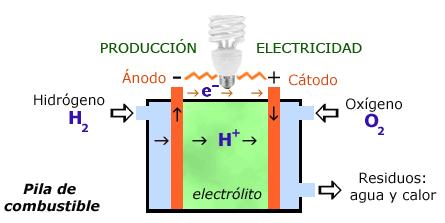 PRODUCCIÓN ELECTRICIDAD
Ánodo - + Cátodo
→ e⁻ → →
Hidrógeno
H₂
Oxígeno
O₂
→ → H⁺ →
electrólito
Residuos:
agua y calor
Pila de
combustible